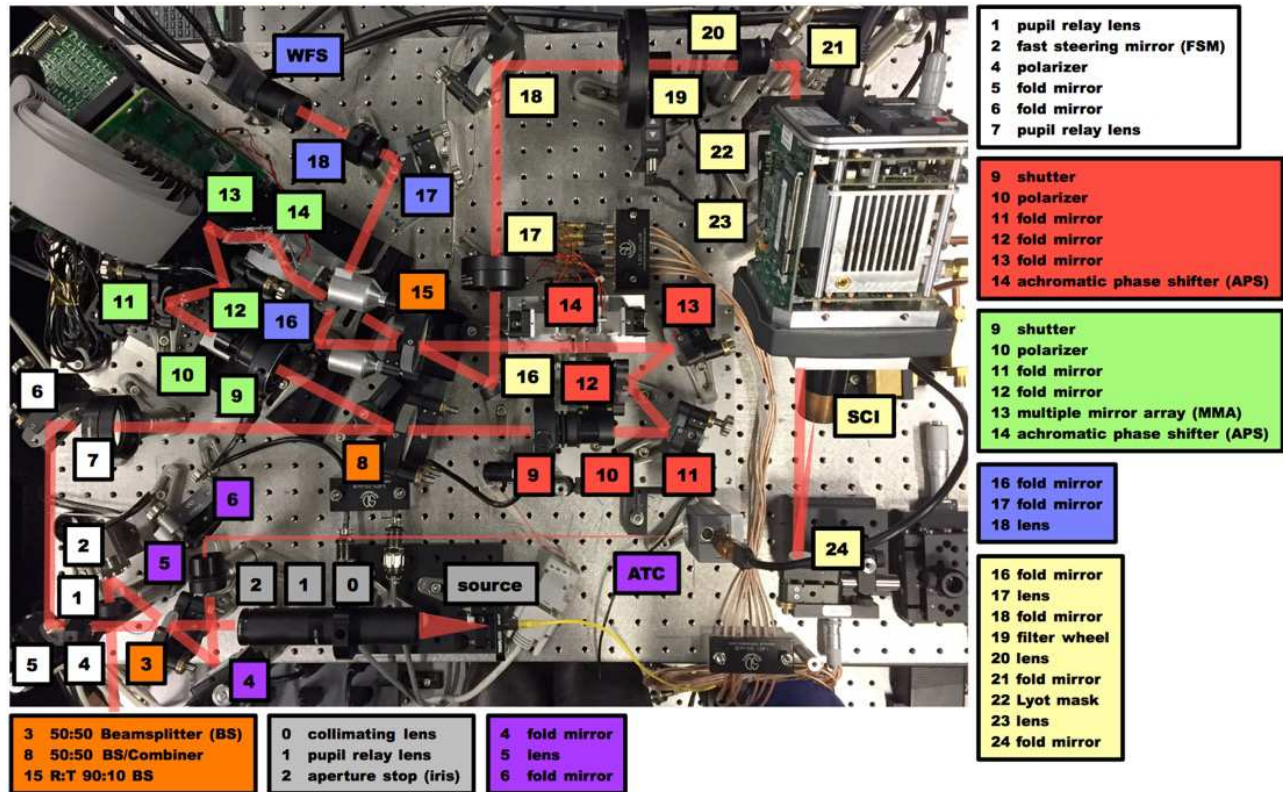 WFS
20
21
18
19
18
17
22
13
14
23
17
11
12
16
15
14
13
10
9
16
12
6
7
8
SCI
9
10
11
6
2
5
24
1
2
1
0
source
ATC
5
4
3
4
1 pupil relay lens
2 fast steering mirror (FSM)
4 polarizer
5 fold mirror
6 fold mirror
7 pupil relay lens
9 shutter
10 polarizer
11 fold mirror
12 fold mirror
13 fold mirror
14 achromatic phase shifter (APS)
9 shutter
10 polarizer
11 fold mirror
12 fold mirror
13 multiple mirror array (MMA)
14 achromatic phase shifter (APS)
16 fold mirror
17 fold mirror
18 lens
16 fold mirror
17 lens
18 fold mirror
19 filter wheel
20 lens
21 fold mirror
22 Lyot mask
23 lens
24 fold mirror
3 50:50 Beamsplitter (BS)
8 50:50 BS/Combiner
15 R:T 90:10 BS
0 collimating lens
1 pupil relay lens
2 aperture stop (iris)
4 fold mirror
5 lens
6 fold mirror